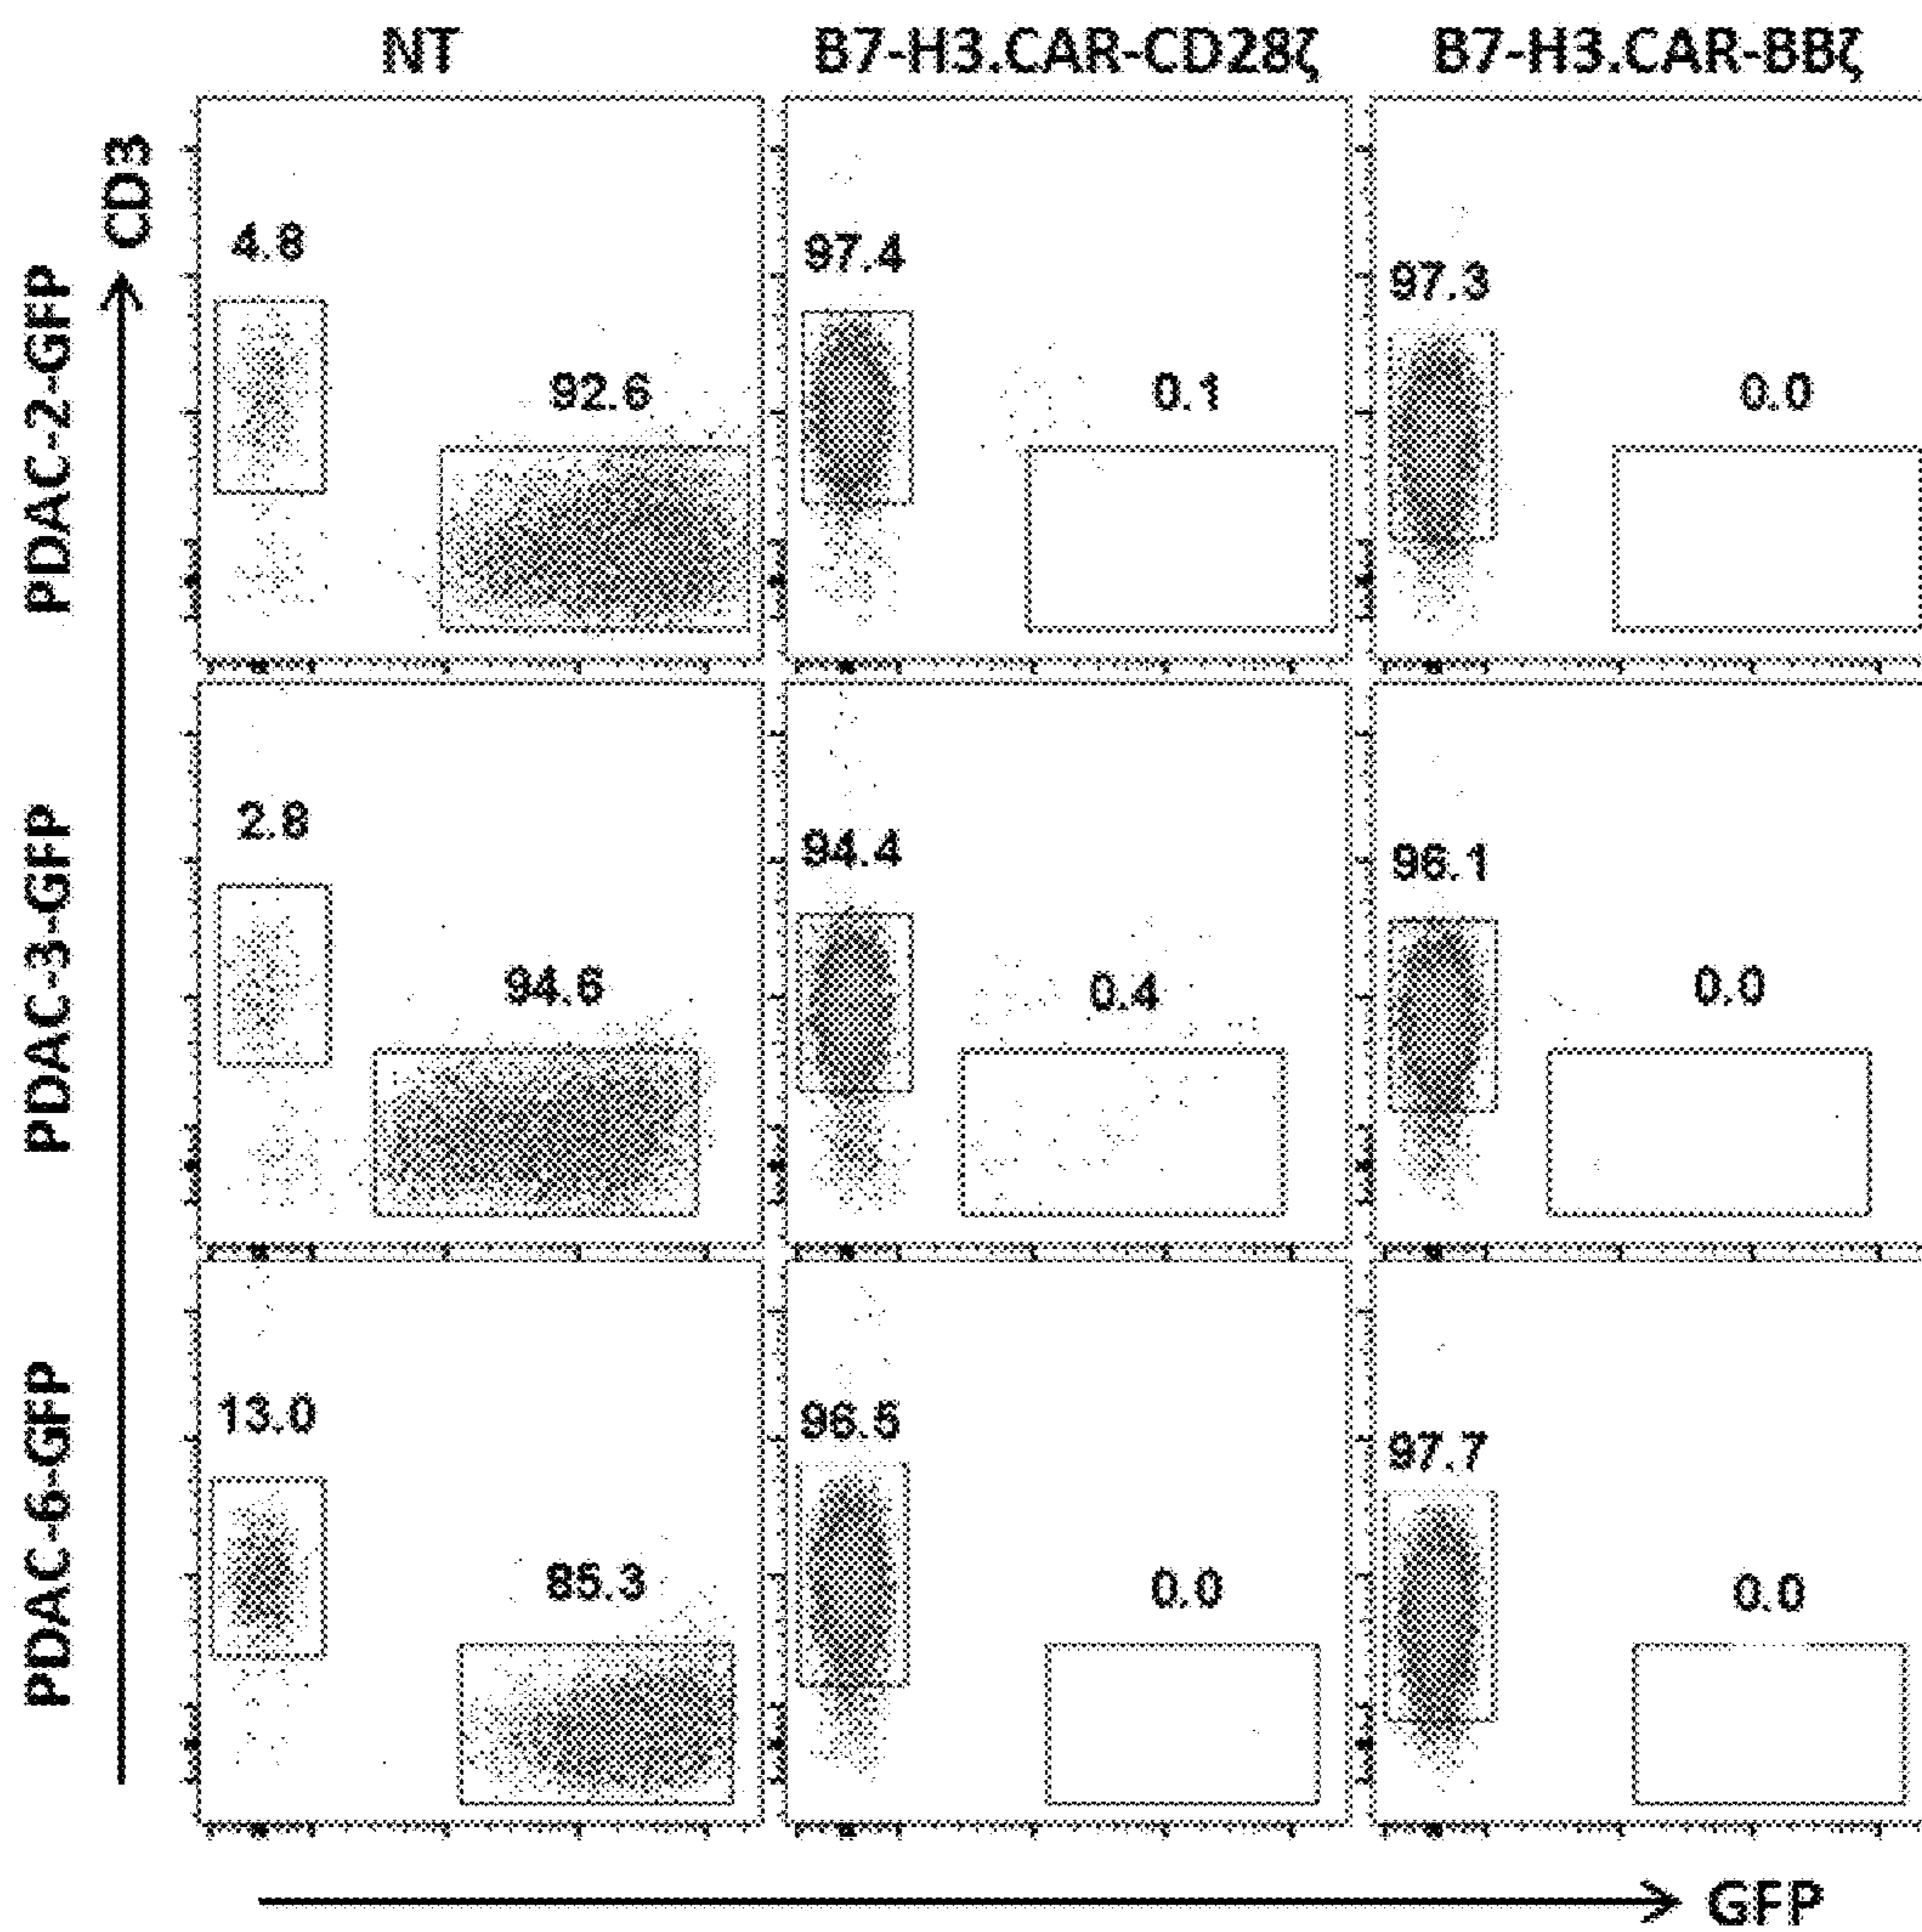 NT B7-H3.CAR-CD28ζ B7-H3.CAR-BBζ
CD3
PDAC-2-GFP
4.8 92.6 97.4 0.1 97.3 0.0
PDAC-3-GFP
2.8 94.6 94.4 0.4 96.1 0.0
PDAC-6-GFP
13.0 85.3 96.5 0.0 97.7 0.0
GFP